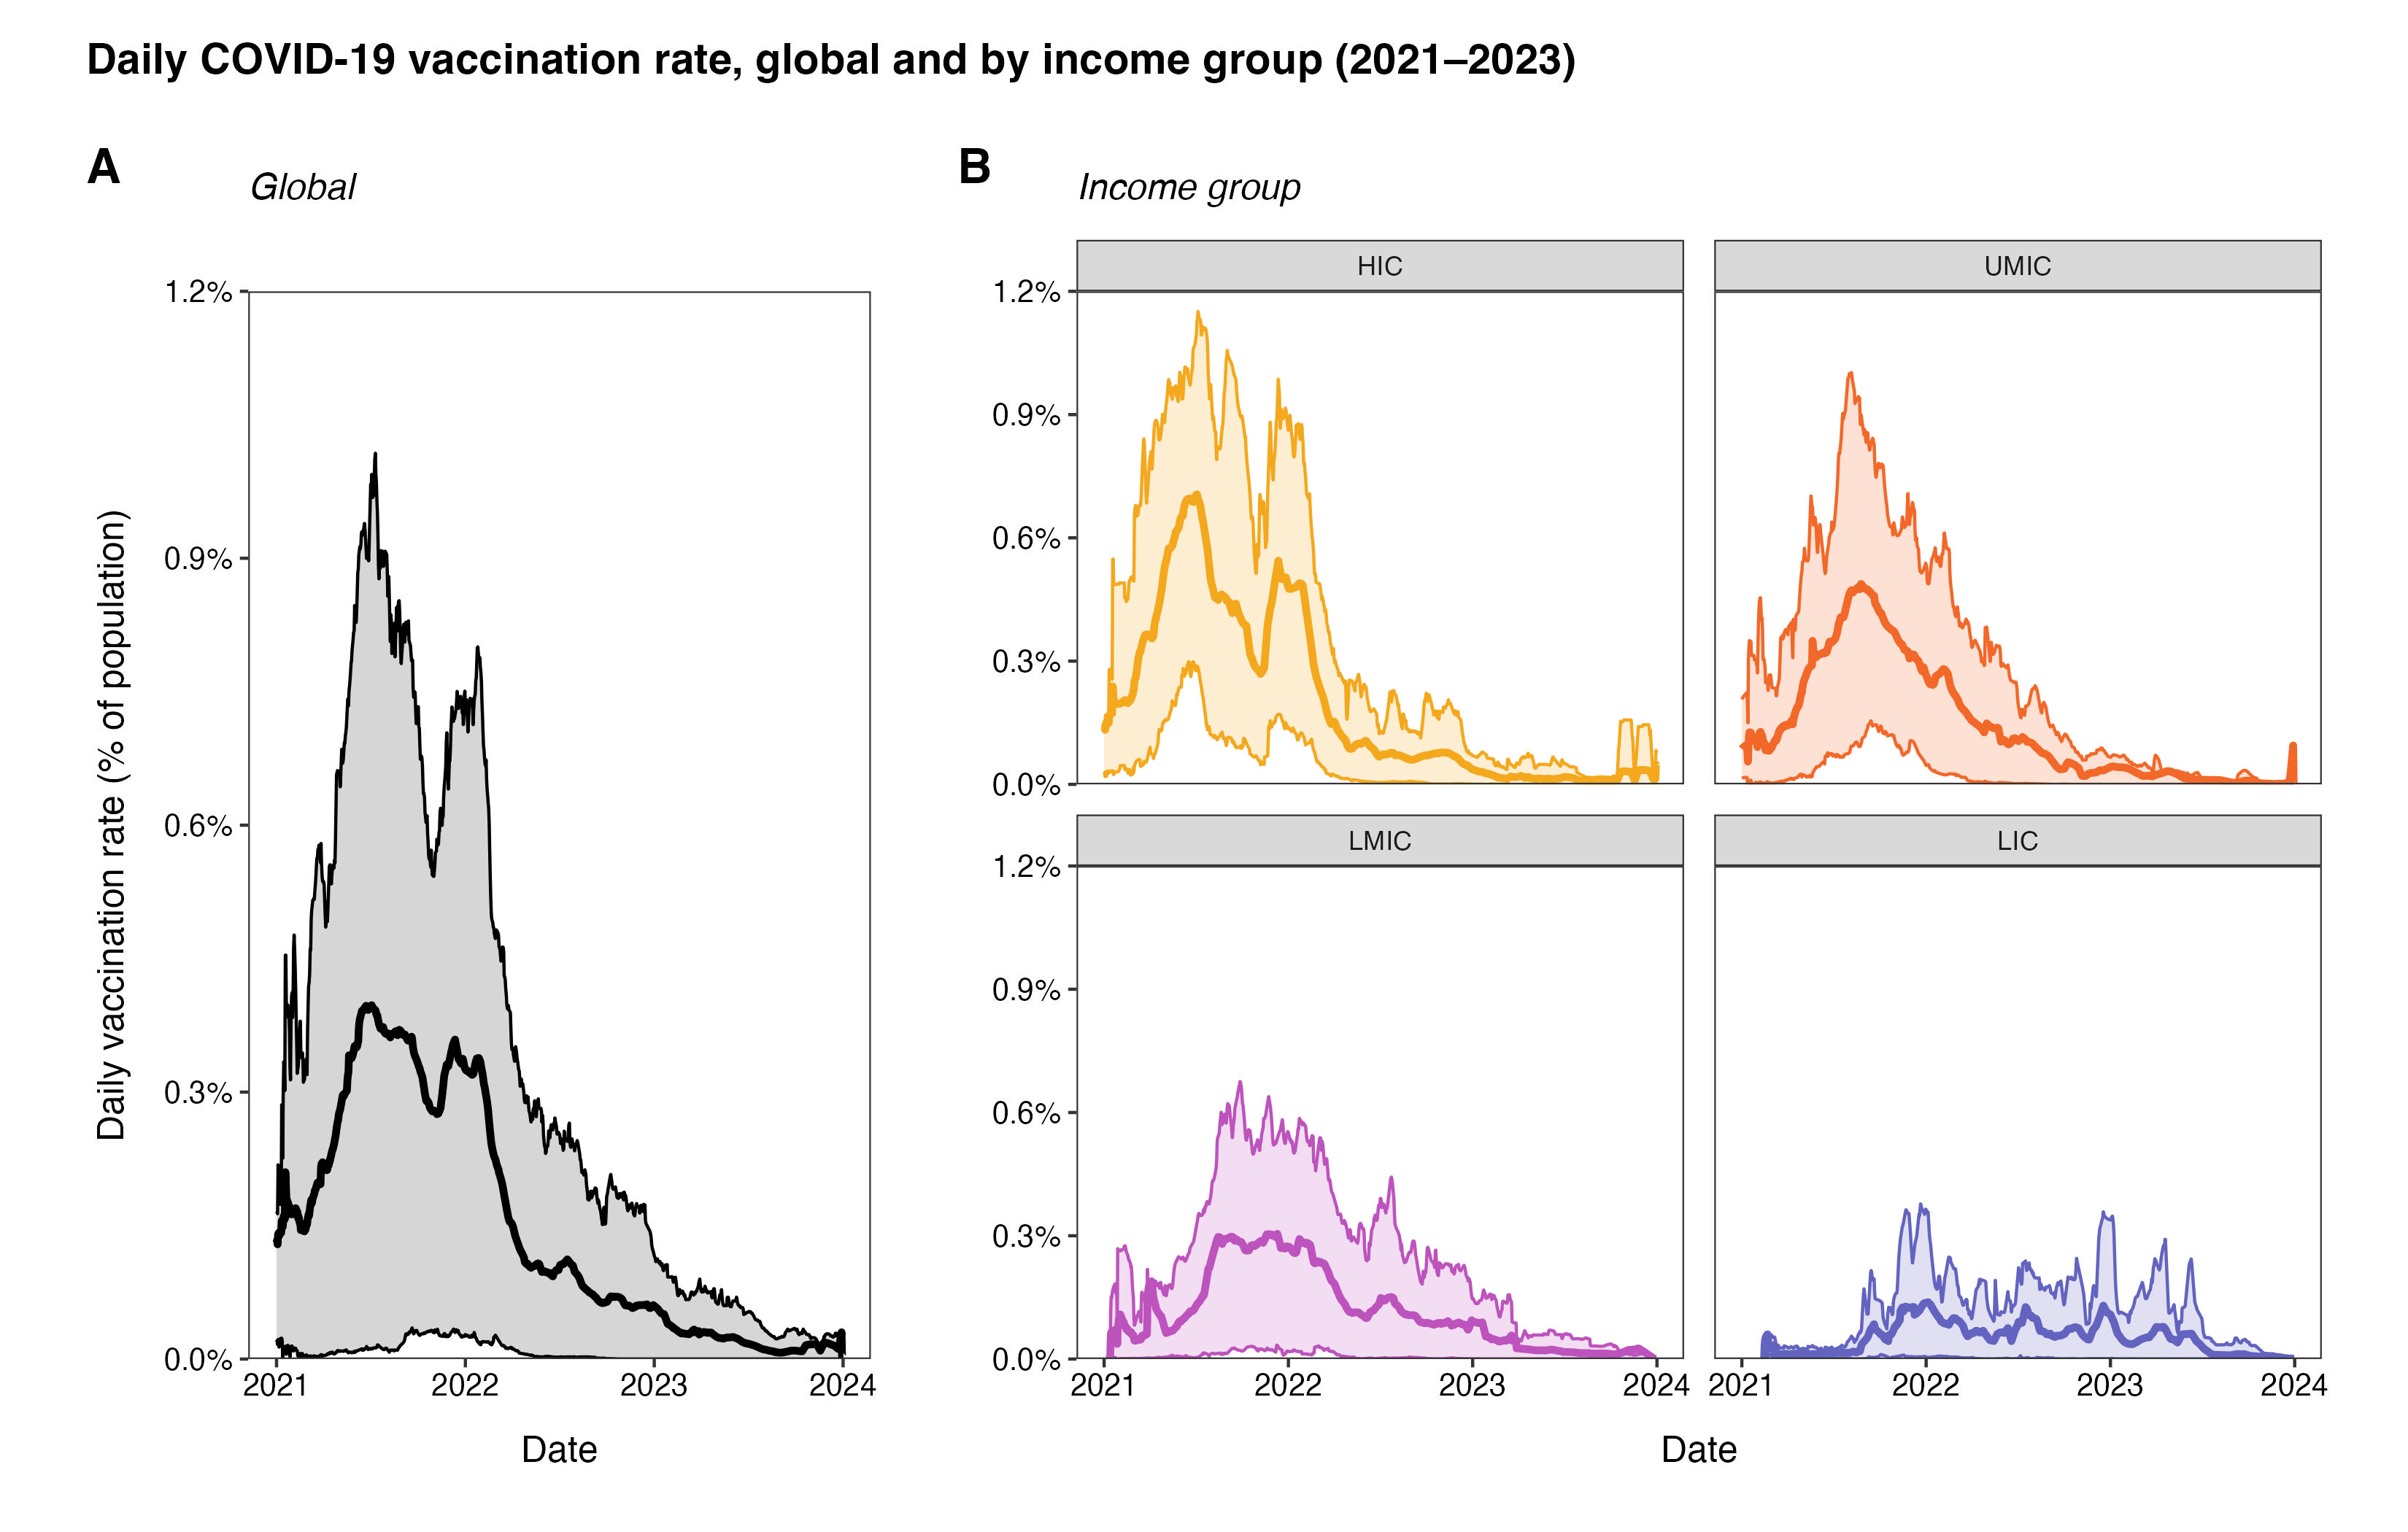 Daily COVID-19 vaccination rate, global and by income group (2021–2023)
A
Global
Daily vaccination rate (% of population)
1.2%
0.9%
0.6%
0.3%
0.0%
2021 2022 2023 2024
Date
B
Income group
HIC UMIC
1.2%
0.9%
0.6%
0.3%
0.0%
LMIC LIC
1.2%
0.9%
0.6%
0.3%
0.0%
2021 2022 2023 2024 2021 2022 2023 2024
Date